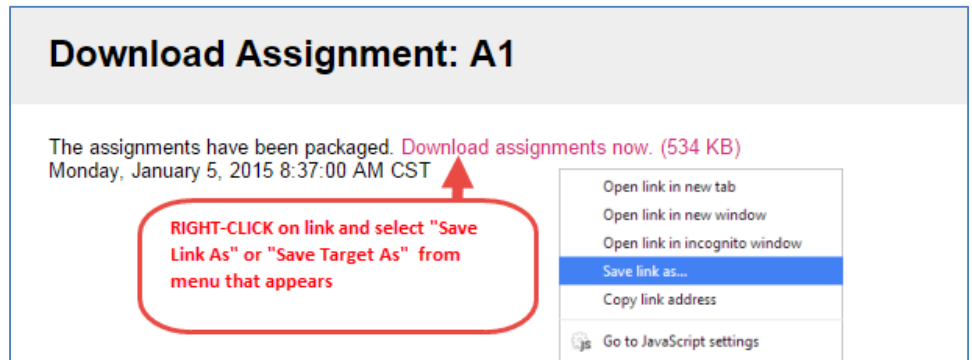 Download Assignment: A1
The assignments have been packaged. Download assignments now. (534 KB)
Monday, January 5, 2015 8:37:00 AM CST
RIGHT-CLICK on link and select "Save
Link As" or "Save Target As" from
menu that appears
Open link in new tab
Open link in new window
Open link in incognito window
Save link as...
Copy link address
js Go to JavaScript settings